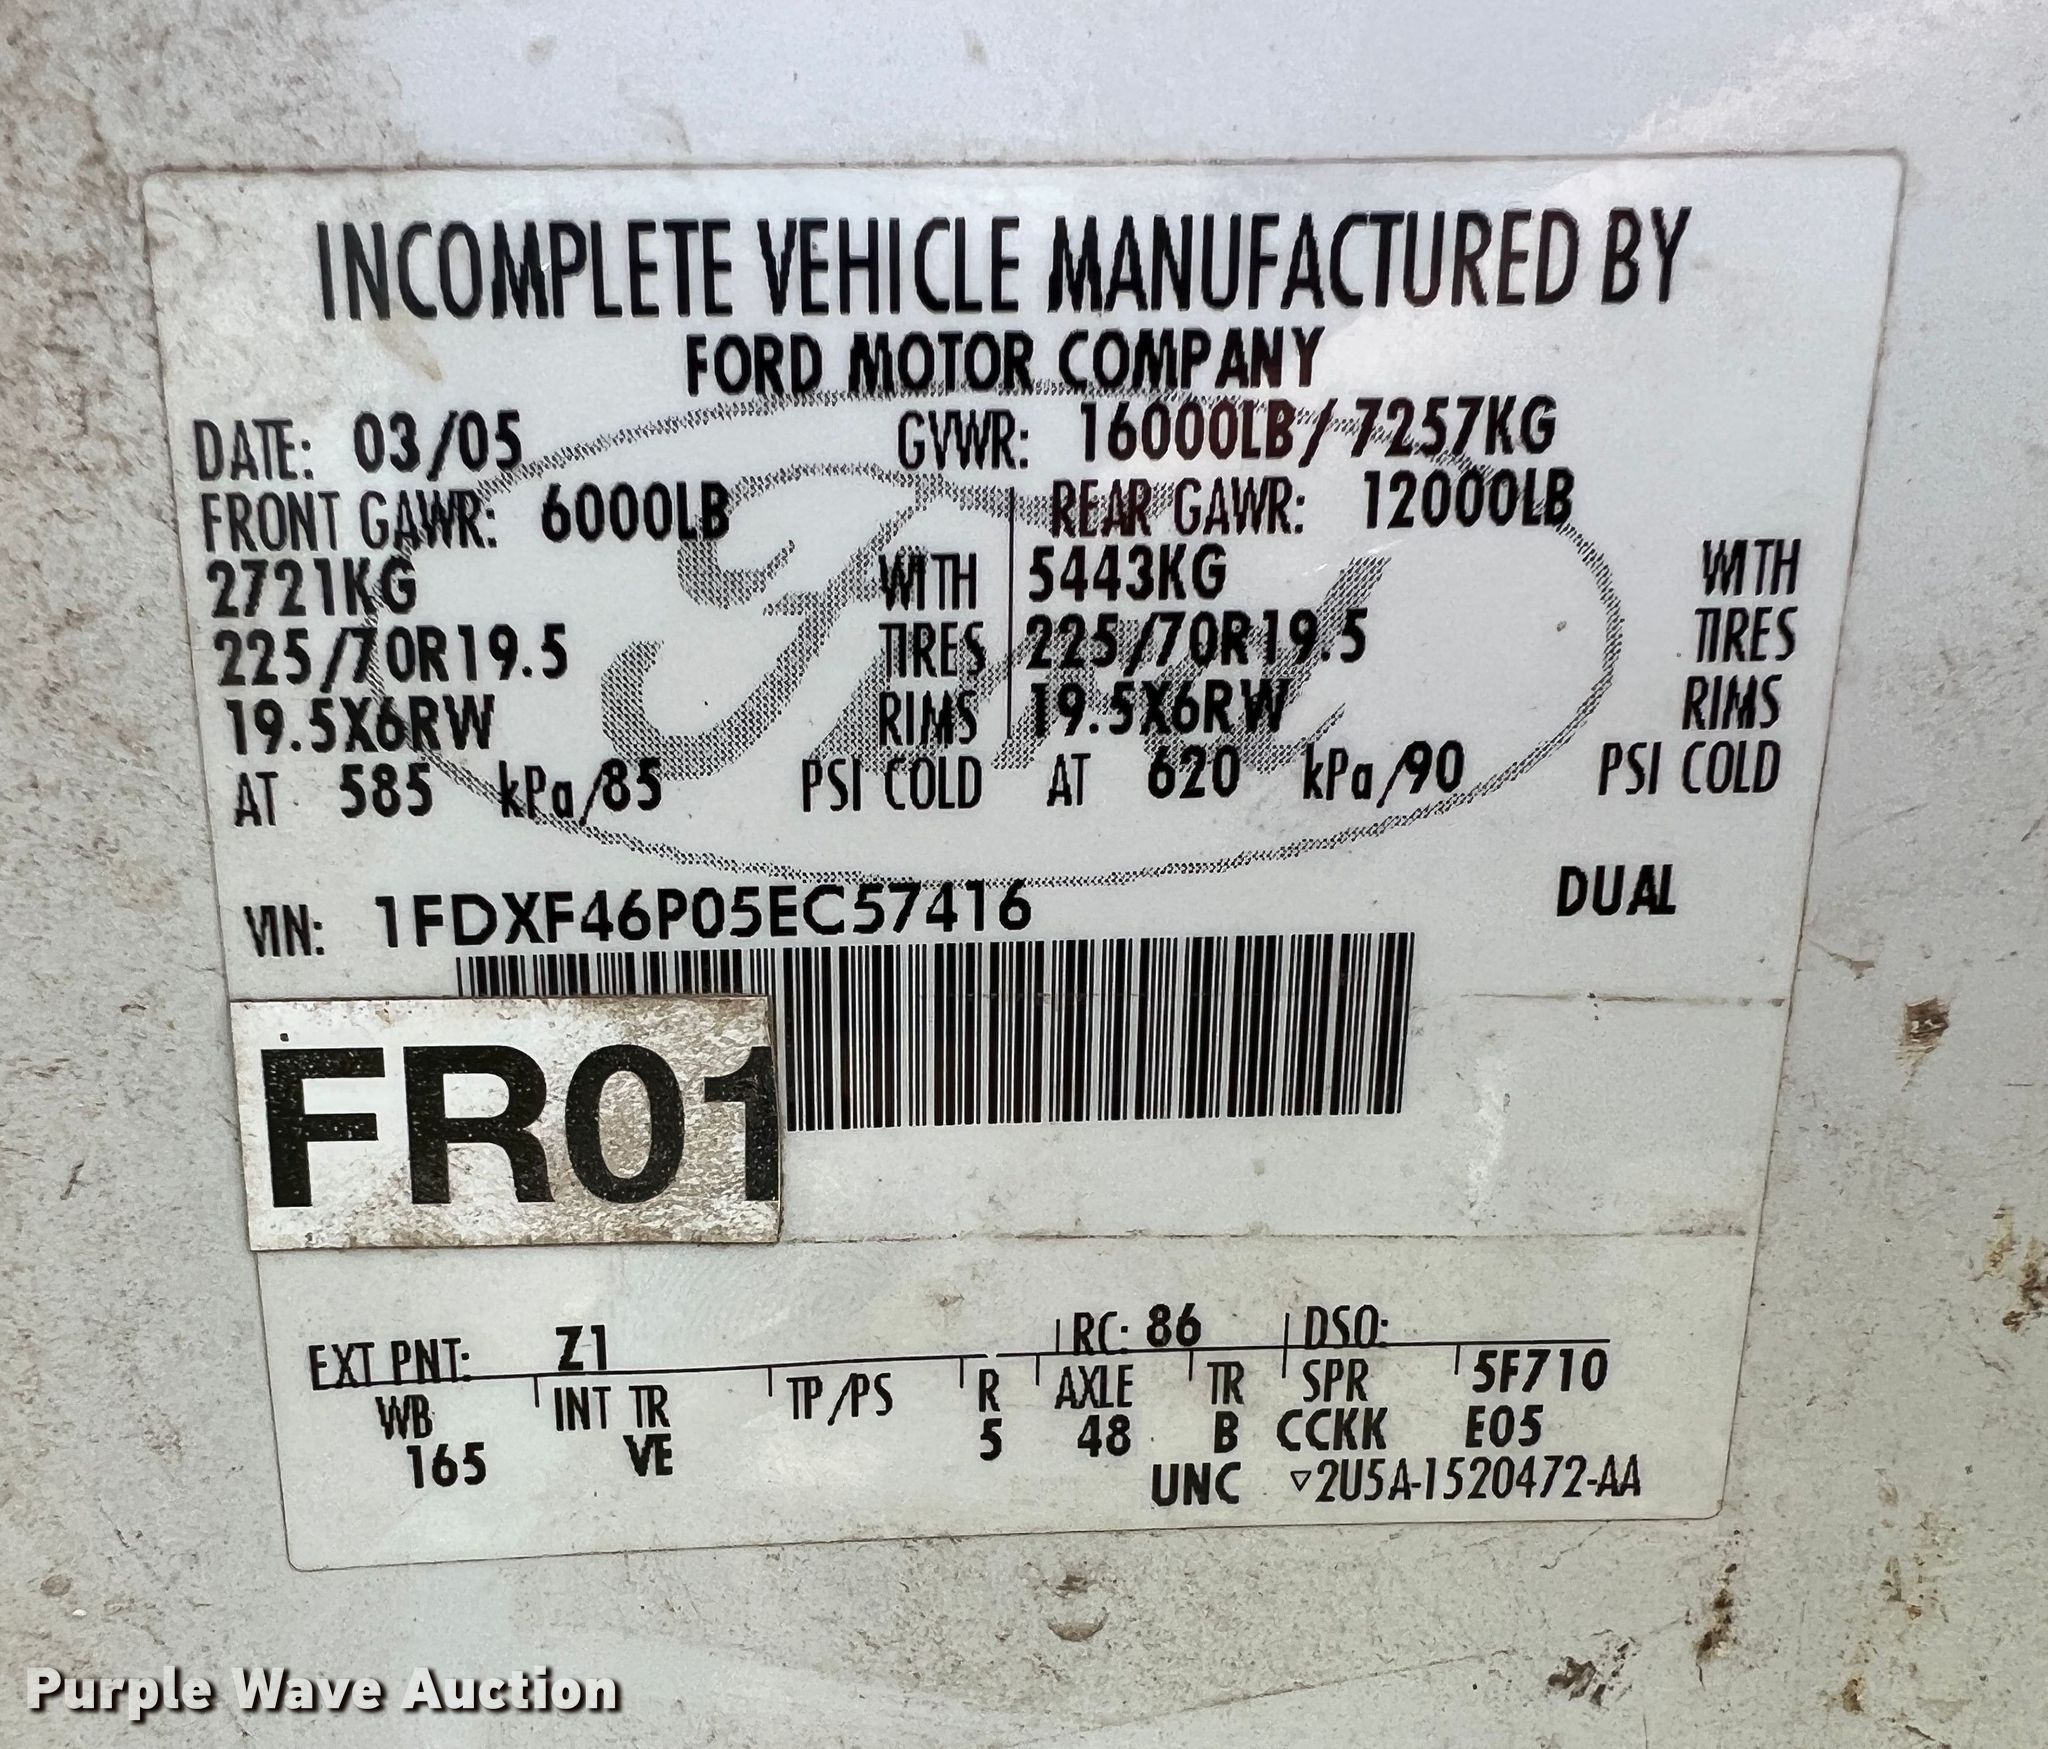 INCOMPLETE VEHICLE MANUFACTURED BY
FORD MOTOR COMPANY
DATE: 03/05 GVWR: 16000LB/7257KG
FRONT GAWR: 6000LB REAR GAWR: 12000LB
2721KG WITH 5443KG WITH
225/70R19.5 TIRES 225/70R19.5 TIRES
19.5X6RW RIMS 19.5X6RW RIMS
AT 585 kPa/85 PSI COLD AT 620 kPa/90 PSI COLD
VIN: 1FDXF46P05EC57416 DUAL
FR01
EXT PNT: Z1 RC: 86 DSO:
WB INT TR TP/PS R AXLE TR SPR 5F710
165 VE 5 48 B CCKK E05
UNC ▽2U5A-1520472-AA
Purple Wave Auction